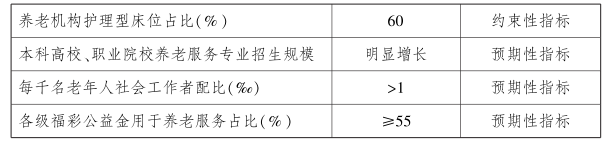 养老机构护理型床位占比(%) 60 约束性指标
本科高校、职业院校养老服务专业招生规模 明显增长 预期性指标
每千名老年人社会工作者配比(‰) >1 预期性指标
各级福彩公益金用于养老服务占比(%) ≥55 预期性指标